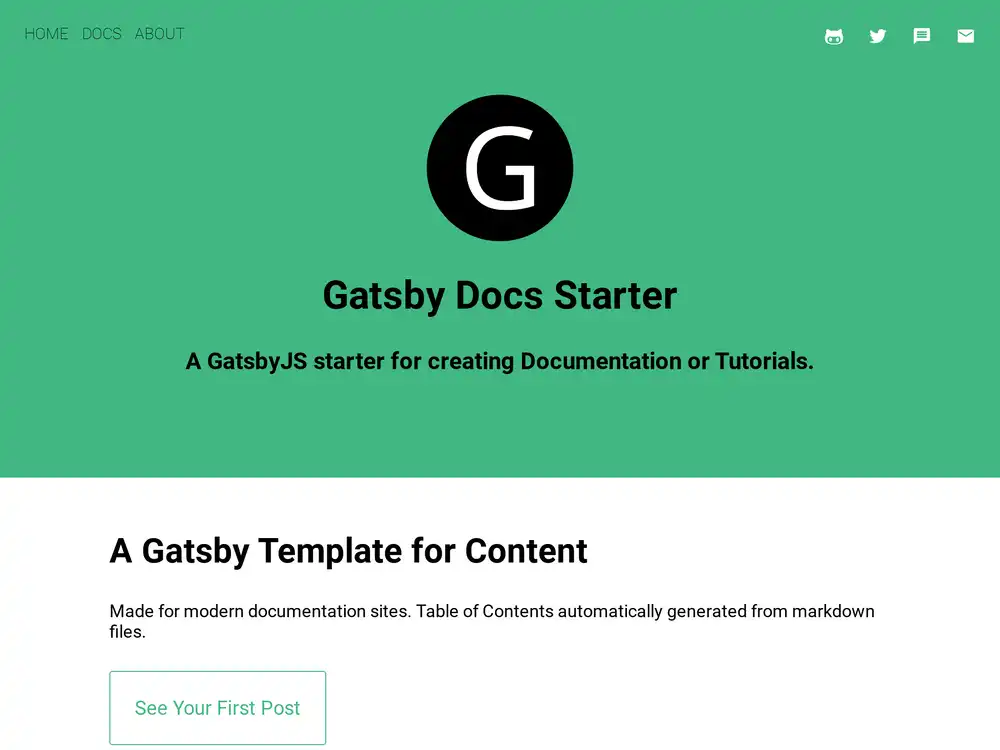 HOME DOCS ABOUT
G
Gatsby Docs Starter
A GatsbyJS starter for creating Documentation or Tutorials.
A Gatsby Template for Content
Made for modern documentation sites. Table of Contents automatically generated from markdown
files.
See Your First Post